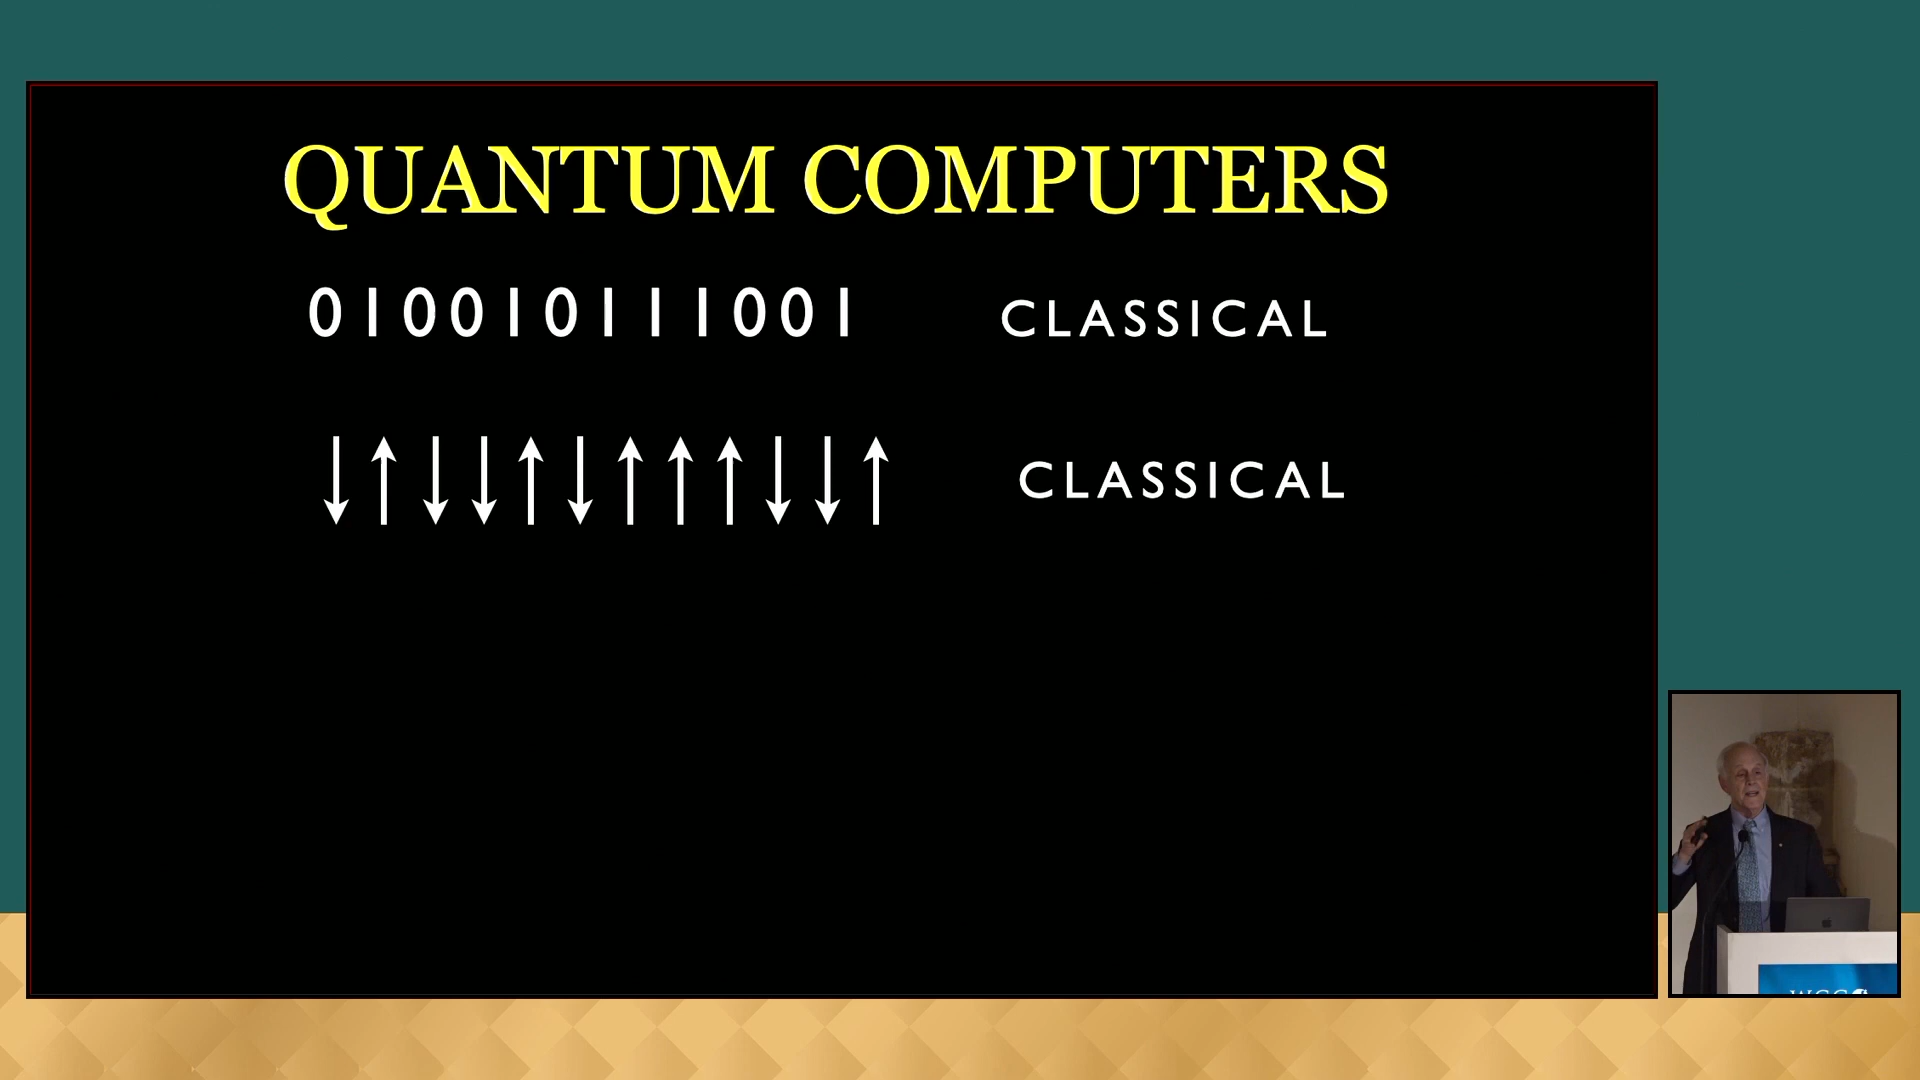 QUANTUM COMPUTERS
010010111001 CLASSICAL
↓↑↓↓↑↓↑↑↑↓↓↑ CLASSICAL